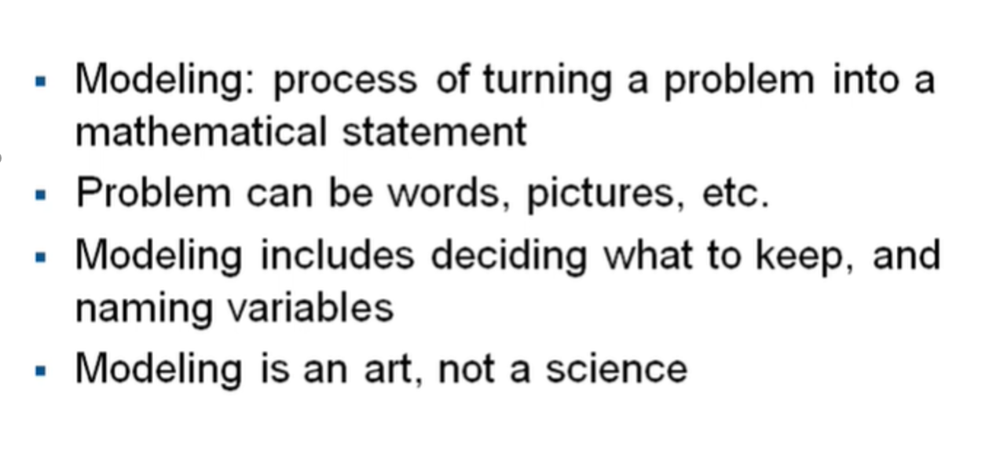 ▪ Modeling: process of turning a problem into a
mathematical statement
▪ Problem can be words, pictures, etc.
▪ Modeling includes deciding what to keep, and
naming variables
▪ Modeling is an art, not a science